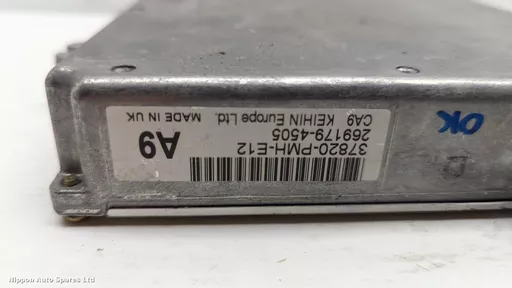 37820-PMH-E12
269179-4505
CA9 KEIHIN Europe Ltd. MADE IN UK
A9
OK
Nippon Auto Spares Ltd